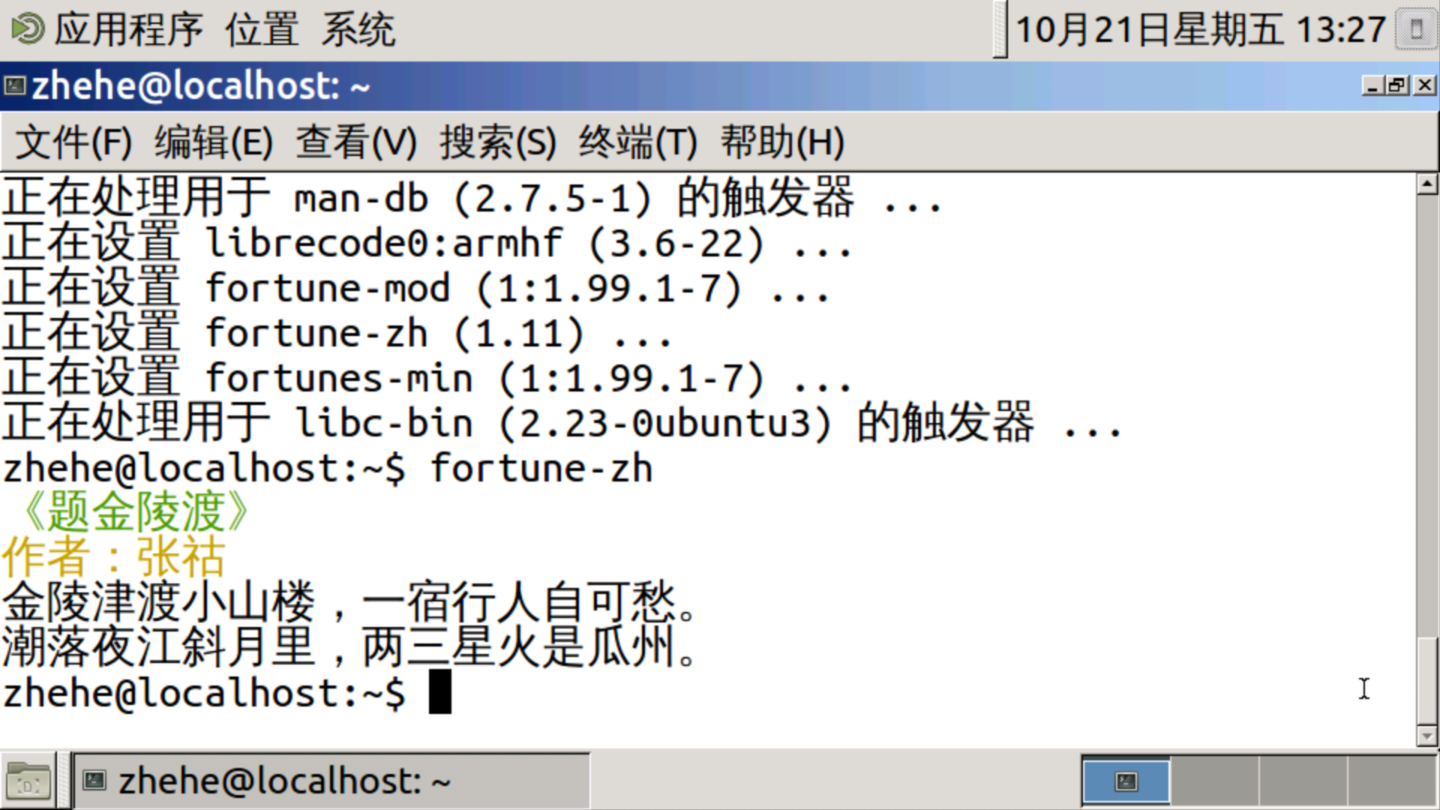 应用程序 位置 系统
10月21日星期五 13:27
zhehe@localhost: ~
文件(F) 编辑(E) 查看(V) 搜索(S) 终端(T) 帮助(H)
正在处理用于 man-db (2.7.5-1) 的触发器 ...
正在设置 librecode0:armhf (3.6-22) ...
正在设置 fortune-mod (1:1.99.1-7) ...
正在设置 fortune-zh (1.11) ...
正在设置 fortunes-min (1:1.99.1-7) ...
正在处理用于 libc-bin (2.23-0ubuntu3) 的触发器 ...
zhehe@localhost:~$ fortune-zh
《题金陵渡》
作者：张祜
金陵津渡小山楼，一宿行人自可愁。
潮落夜江斜月里，两三星火是瓜州。
zhehe@localhost:~$
zhehe@localhost: ~